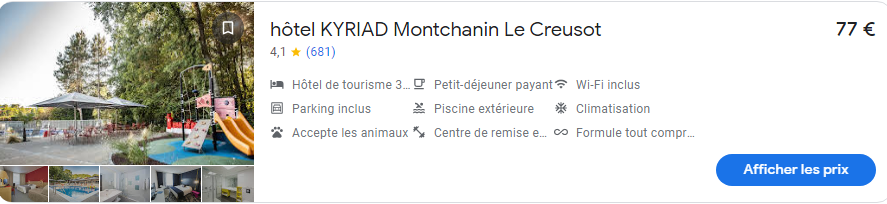 hôtel KYRIAD Montchanin Le Creusot
77 €
4,1 (681)
Hôtel de tourisme 3... Petit-déjeuner payant Wi-Fi inclus
Parking inclus Piscine extérieure Climatisation
Accepte les animaux Centre de remise e... Formule tout compr...
Afficher les prix